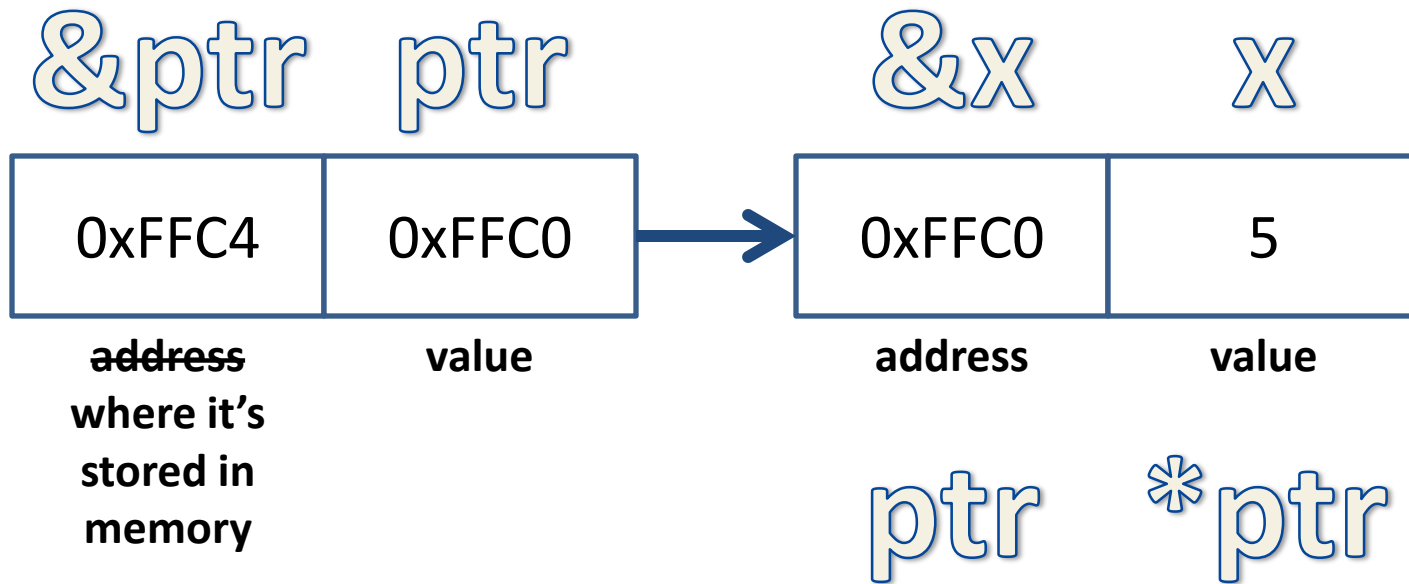 &ptr ptr &x x
0xFFC4 0xFFC0 0xFFC0 5
address value address value
where it's
stored in
memory
ptr *ptr